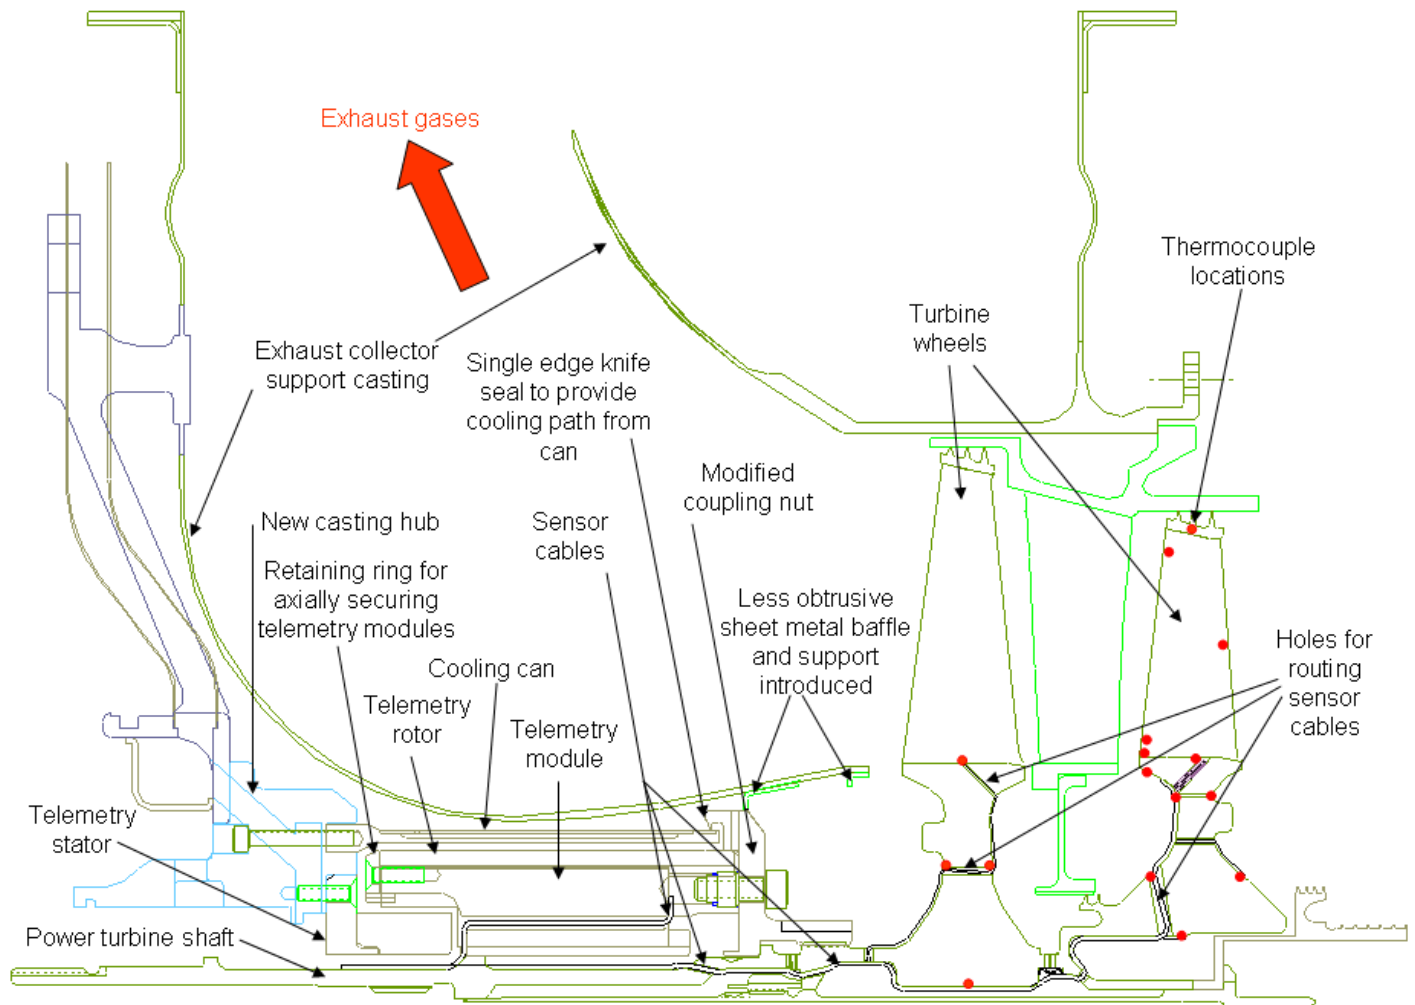 Exhaust gases
Thermocouple
locations
Turbine
wheels
Exhaust collector
support casting
Single edge knife
seal to provide
cooling path from
can
Modified
coupling nut
New casting hub
Sensor
cables
Retaining ring for
axially securing
telemetry modules
Less obtrusive
sheet metal baffle
and support
introduced
Holes for
routing
sensor
cables
Cooling can
Telemetry
rotor
Telemetry
module
Telemetry
stator
Power turbine shaft